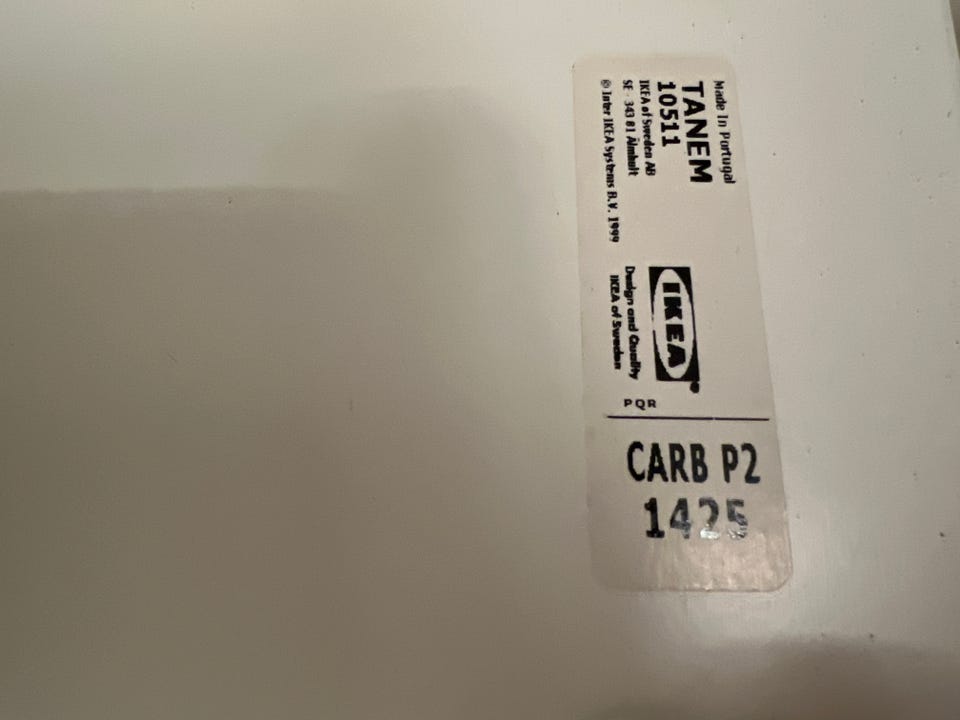 Made In Portugal
TANEM
10511
IKEA of Sweden AB
SE - 343 81 Älmhult
© Inter IKEA Systems B.V. 1999
IKEA
Design and Quality
IKEA of Sweden
PQR
CARB P2
1425